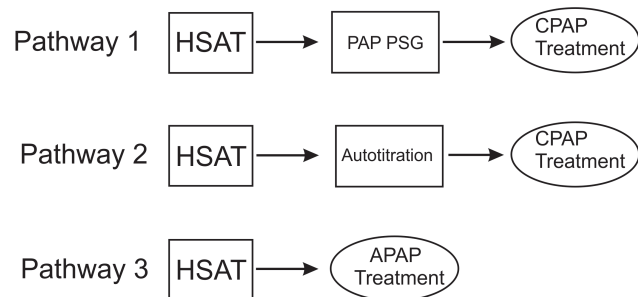 Pathway 1 HSAT PAP PSG CPAP
Treatment
Pathway 2 HSAT Autotitration CPAP
Treatment
Pathway 3 HSAT APAP
Treatment